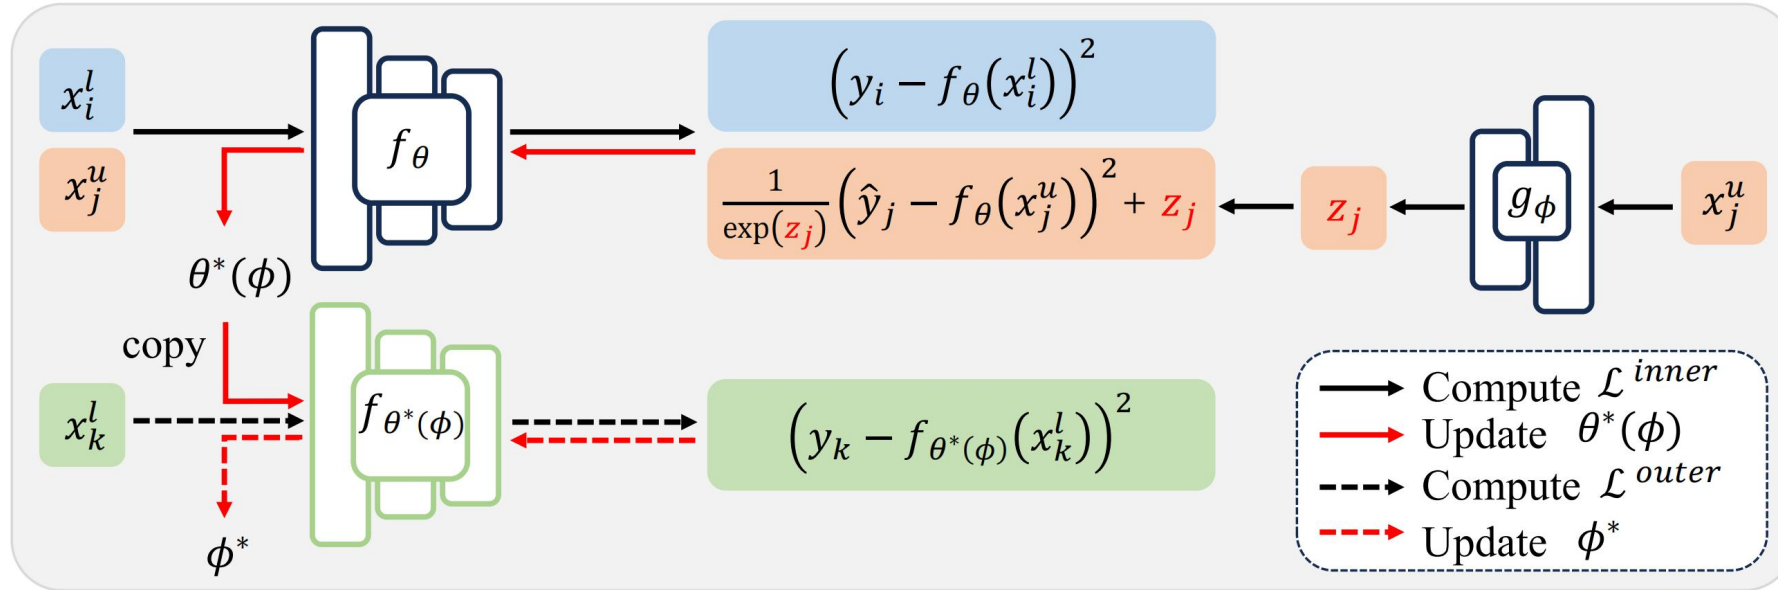 x_i^l
x_j^u
f_θ
(y_i − f_θ(x_i^l))^2
1/exp(z_j) (ŷ_j − f_θ(x_j^u))^2 + z_j
z_j
g_ϕ
x_j^u
θ*(ϕ)
copy
x_k^l
f_θ*(ϕ)
(y_k − f_θ*(ϕ)(x_k^l))^2
ϕ*
Compute ℒ^inner
Update θ*(ϕ)
Compute ℒ^outer
Update ϕ*